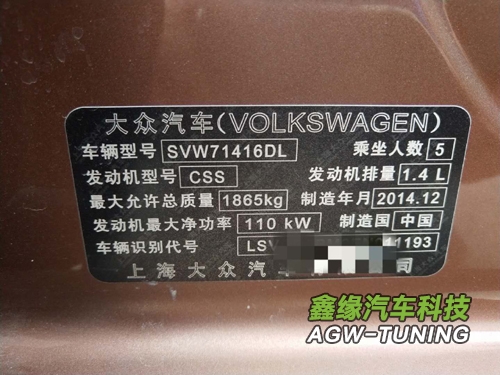 大众汽车(VOLKSWAGEN)
车辆型号 SVW71416DL 乘坐人数 5
发动机型号 CSS 发动机排量 1.4 L
最大允许总质量 1865kg 制造年月 2014.12
发动机最大净功率 110 kW 制造国 中国
车辆识别代号 LSV 1193
上海大众汽车 司
鑫缘汽车科技
AGW-TUNING